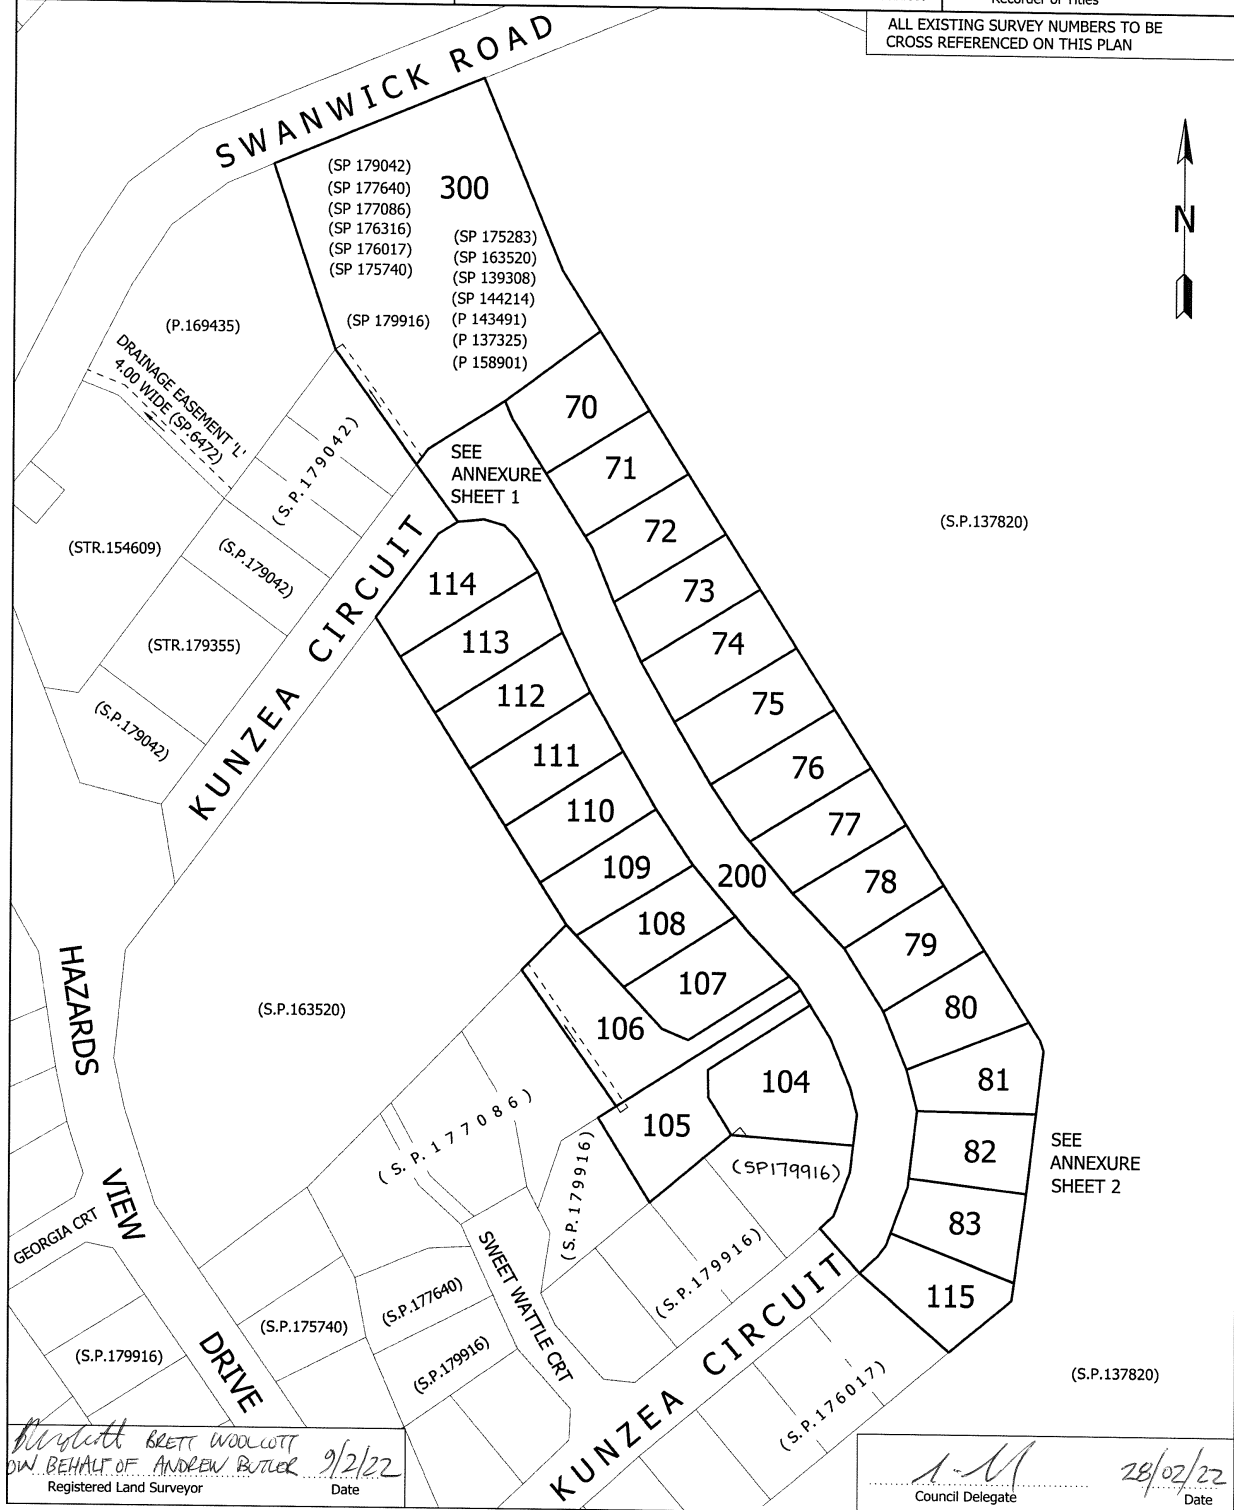 Recorder of Titles
ALL EXISTING SURVEY NUMBERS TO BE
CROSS REFERENCED ON THIS PLAN
SWANWICK ROAD
(SP 179042)
(SP 177640)
(SP 177086)
(SP 176316)
(SP 176017)
(SP 175740)
300
(SP 175283)
(SP 163520)
(SP 139308)
(SP 144214)
(P 143491)
(P 137325)
(P 158901)
(SP 179916)
N
(P.169435)
DRAINAGE EASEMENT 'L'
4.00 WIDE (SP.6472)
(S.P.179042)
SEE
ANNEXURE
SHEET 1
70
71
72
73
74
75
76
77
78
79
80
81
82
83
115
(S.P.137820)
(STR.154609)
(S.P.179042)
(STR.179355)
(S.P.179042)
KUNZEA CIRCUIT
114
113
112
111
110
109
108
107
106
200
104
105
(S.P.163520)
HAZARDS
VIEW
DRIVE
GEORGIA CRT
(S.P.177086)
(S.P.179916)
(SP179916)
SEE
ANNEXURE
SHEET 2
SWEET WATTLE CRT
(S.P.179916)
(S.P.177640)
(S.P.175740)
(S.P.179916)
(S.P.179916)
KUNZEA CIRCUIT
(S.P.176017)
(S.P.137820)
BRETT WOOLCOTT
ON BEHALF OF ANDREW BUTLER 9/2/22
Registered Land Surveyor Date
28/02/22
Council Delegate Date